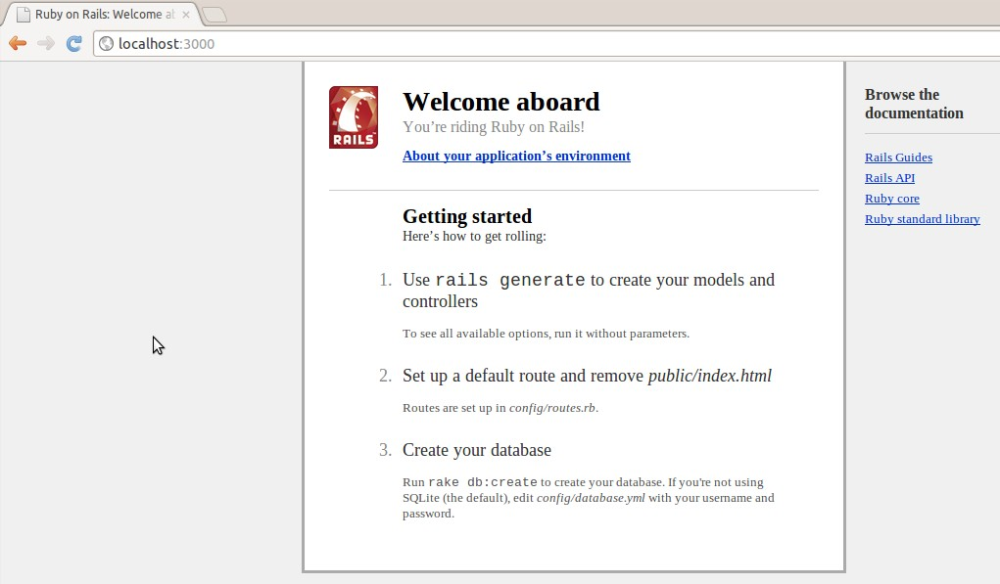 Ruby on Rails: Welcome ab
localhost:3000
RAILS
Welcome aboard
You’re riding Ruby on Rails!
About your application’s environment
Getting started
Here’s how to get rolling:
1. Use rails generate to create your models and
controllers
To see all available options, run it without parameters.
2. Set up a default route and remove public/index.html
Routes are set up in config/routes.rb.
3. Create your database
Run rake db:create to create your database. If you're not using
SQLite (the default), edit config/database.yml with your username and
password.
Browse the
documentation
Rails Guides
Rails API
Ruby core
Ruby standard library